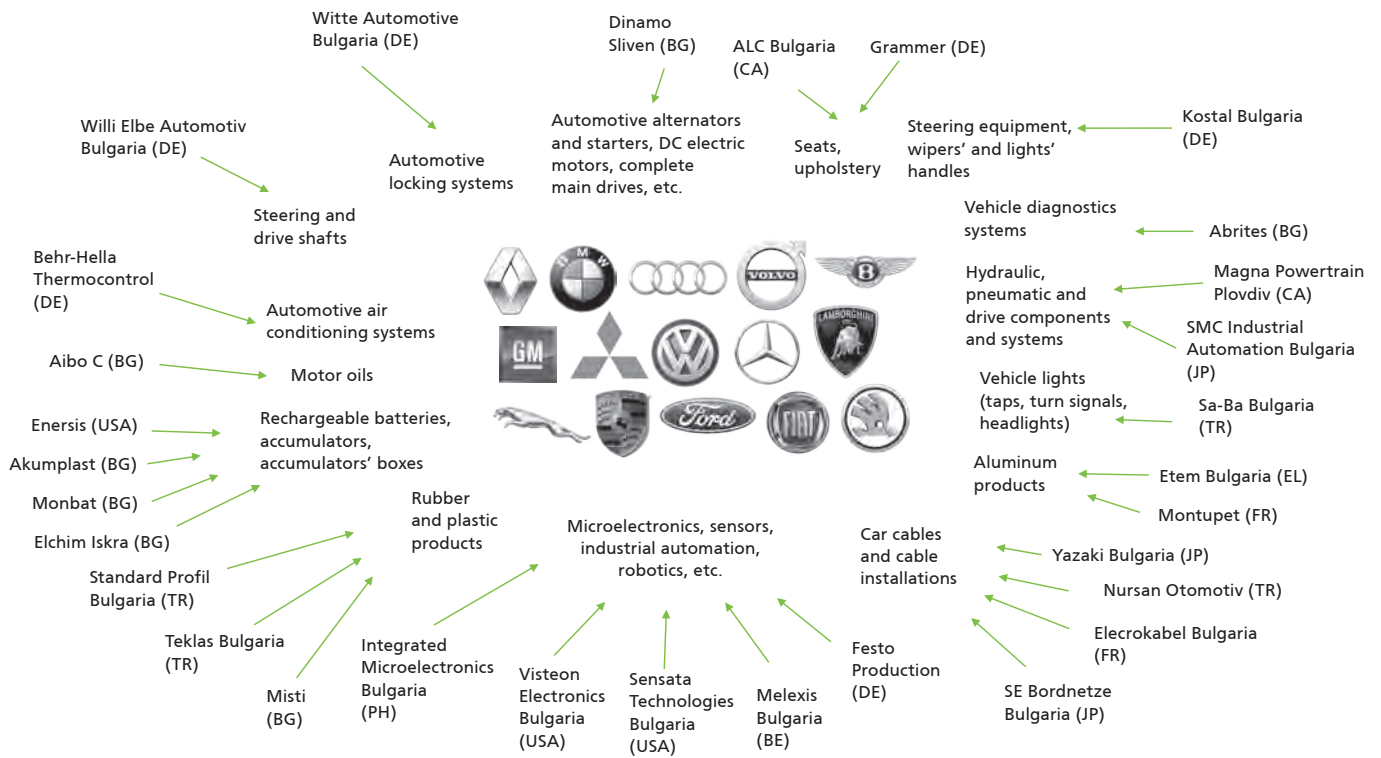 Witte Automotive
Bulgaria (DE)
Dinamo
Sliven (BG)
ALC Bulgaria
(CA)
Grammer (DE)
Willi Elbe Automotiv
Bulgaria (DE)
Automotive
locking systems
Automotive alternators
and starters, DC electric
motors, complete
main drives, etc.
Seats,
upholstery
Steering equipment,
wipers’ and lights’
handles
Kostal Bulgaria
(DE)
Steering and
drive shafts
Vehicle diagnostics
systems
Abrites (BG)
Behr-Hella
Thermocontrol
(DE)
Automotive air
conditioning systems
BMW
VOLVO
B
Hydraulic,
pneumatic and
drive components
and systems
Magna Powertrain
Plovdiv (CA)
SMC Industrial
Automation Bulgaria
(JP)
GM
LAMBORGHINI
Aibo C (BG)
Motor oils
Vehicle lights
(taps, turn signals,
headlights)
Sa-Ba Bulgaria
(TR)
Ford
FIAT
Enersis (USA)
Akumplast (BG)
Monbat (BG)
Elchim Iskra (BG)
Rechargeable batteries,
accumulators,
accumulators’ boxes
Aluminum
products
Etem Bulgaria (EL)
Montupet (FR)
Rubber
and plastic
products
Standard Profil
Bulgaria (TR)
Teklas Bulgaria
(TR)
Misti
(BG)
Microelectronics, sensors,
industrial automation,
robotics, etc.
Integrated
Microelectronics
Bulgaria
(PH)
Visteon
Electronics
Bulgaria
(USA)
Sensata
Technologies
Bulgaria
(USA)
Melexis
Bulgaria
(BE)
Festo
Production
(DE)
Car cables
and cable
installations
Yazaki Bulgaria (JP)
Nursan Otomotiv (TR)
Elecrokabel Bulgaria
(FR)
SE Bordnetze
Bulgaria (JP)